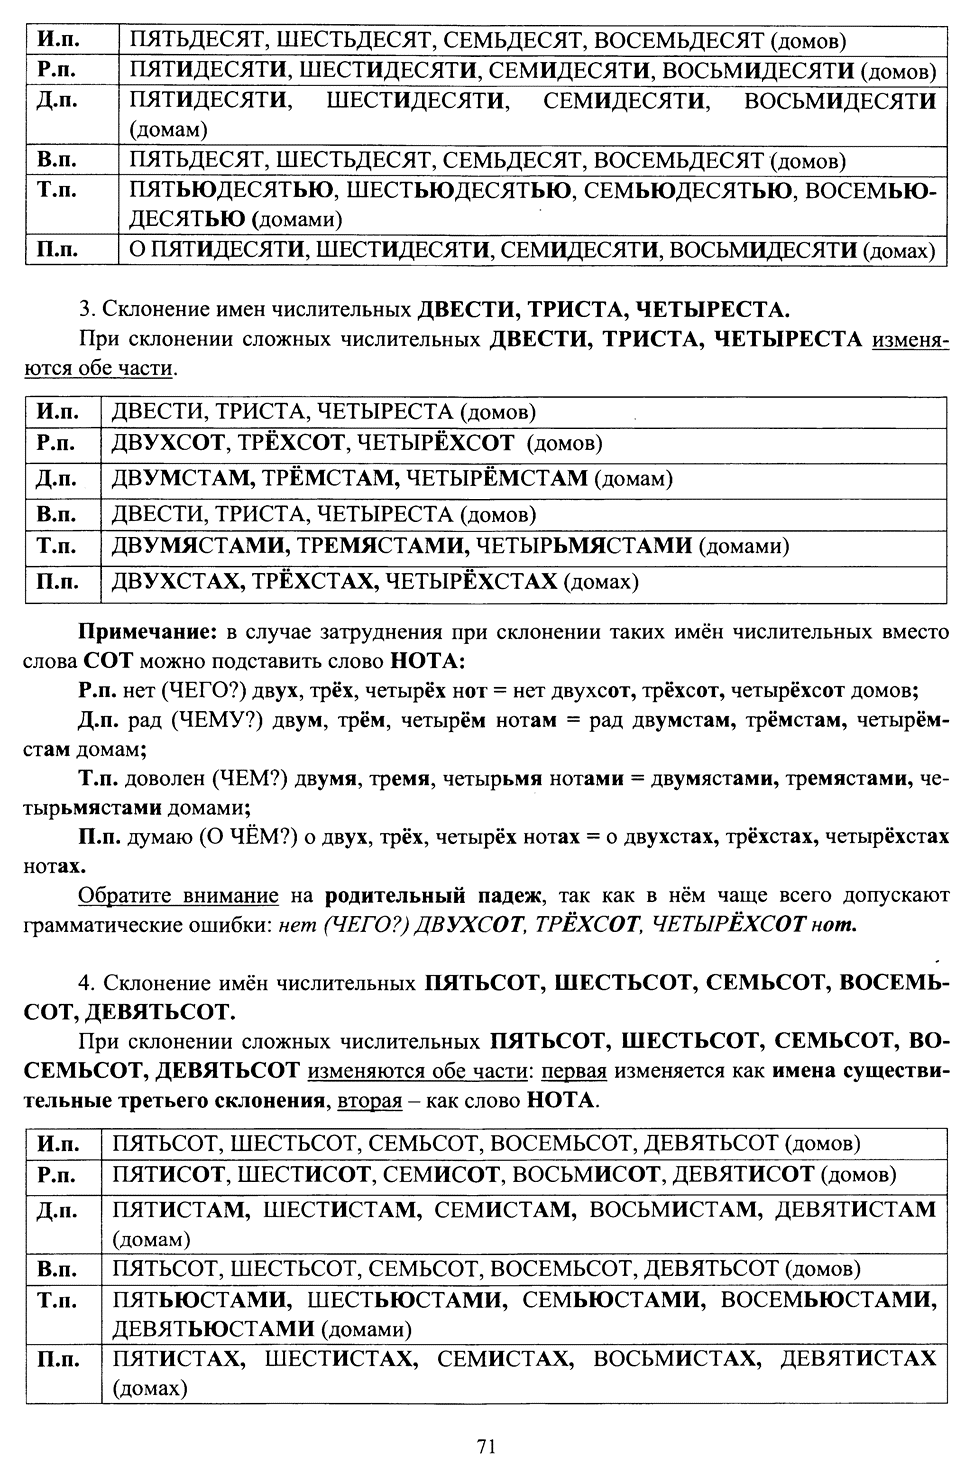 И.п. ПЯТЬДЕСЯТ, ШЕСТЬДЕСЯТ, СЕМЬДЕСЯТ, ВОСЕМЬДЕСЯТ (домов)
Р.п. ПЯТИДЕСЯТИ, ШЕСТИДЕСЯТИ, СЕМИДЕСЯТИ, ВОСЬМИДЕСЯТИ (домов)
Д.п. ПЯТИДЕСЯТИ, ШЕСТИДЕСЯТИ, СЕМИДЕСЯТИ, ВОСЬМИДЕСЯТИ
(домам)
В.п. ПЯТЬДЕСЯТ, ШЕСТЬДЕСЯТ, СЕМЬДЕСЯТ, ВОСЕМЬДЕСЯТ (домов)
Т.п. ПЯТЬЮДЕСЯТЬЮ, ШЕСТЬЮДЕСЯТЬЮ, СЕМЬЮДЕСЯТЬЮ, ВОСЕМЬЮ-
ДЕСЯТЬЮ (домами)
П.п. О ПЯТИДЕСЯТИ, ШЕСТИДЕСЯТИ, СЕМИДЕСЯТИ, ВОСЬМИДЕСЯТИ (домах)
3. Склонение имен числительных ДВЕСТИ, ТРИСТА, ЧЕТЫРЕСТА.
При склонении сложных числительных ДВЕСТИ, ТРИСТА, ЧЕТЫРЕСТА изменя-
ются обе части.
И.п. ДВЕСТИ, ТРИСТА, ЧЕТЫРЕСТА (домов)
Р.п. ДВУХСОТ, ТРЁХСОТ, ЧЕТЫРЁХСОТ (домов)
Д.п. ДВУМСТАМ, ТРЁМСТАМ, ЧЕТЫРЁМСТАМ (домам)
В.п. ДВЕСТИ, ТРИСТА, ЧЕТЫРЕСТА (домов)
Т.п. ДВУМЯСТАМИ, ТРЕМЯСТАМИ, ЧЕТЫРЬМЯСТАМИ (домами)
П.п. ДВУХСТАХ, ТРЁХСТАХ, ЧЕТЫРЁХСТАХ (домах)
Примечание: в случае затруднения при склонении таких имён числительных вместо
слова СОТ можно подставить слово НОТА:
Р.п. нет (ЧЕГО?) двух, трёх, четырёх нот = нет двухсот, трёхсот, четырёхсот домов;
Д.п. рад (ЧЕМУ?) двум, трём, четырём нотам = рад двумстам, трёмстам, четырём-
стам домам;
Т.п. доволен (ЧЕМ?) двумя, тремя, четырьмя нотами = двумястами, тремястами, че-
тырьмястами домами;
П.п. думаю (О ЧЁМ?) о двух, трёх, четырёх нотах = о двухстах, трёхстах, четырёхстах
нотах.
Обратите внимание на родительный падеж, так как в нём чаще всего допускают
грамматические ошибки: нет (ЧЕГО?) ДВУХСОТ, ТРЁХСОТ, ЧЕТЫРЁХСОТ нот.
4. Склонение имён числительных ПЯТЬСОТ, ШЕСТЬСОТ, СЕМЬСОТ, ВОСЕМЬ-
СОТ, ДЕВЯТЬСОТ.
При склонении сложных числительных ПЯТЬСОТ, ШЕСТЬСОТ, СЕМЬСОТ, ВО-
СЕМЬСОТ, ДЕВЯТЬСОТ изменяются обе части: первая изменяется как имена существи-
тельные третьего склонения, вторая – как слово НОТА.
И.п. ПЯТЬСОТ, ШЕСТЬСОТ, СЕМЬСОТ, ВОСЕМЬСОТ, ДЕВЯТЬСОТ (домов)
Р.п. ПЯТИСОТ, ШЕСТИСОТ, СЕМИСОТ, ВОСЬМИСОТ, ДЕВЯТИСОТ (домов)
Д.п. ПЯТИСТАМ, ШЕСТИСТАМ, СЕМИСТАМ, ВОСЬМИСТАМ, ДЕВЯТИСТАМ
(домам)
В.п. ПЯТЬСОТ, ШЕСТЬСОТ, СЕМЬСОТ, ВОСЕМЬСОТ, ДЕВЯТЬСОТ (домов)
Т.п. ПЯТЬЮСТАМИ, ШЕСТЬЮСТАМИ, СЕМЬЮСТАМИ, ВОСЕМЬЮСТАМИ,
ДЕВЯТЬЮСТАМИ (домами)
П.п. ПЯТИСТАХ, ШЕСТИСТАХ, СЕМИСТАХ, ВОСЬМИСТАХ, ДЕВЯТИСТАХ
(домах)
71